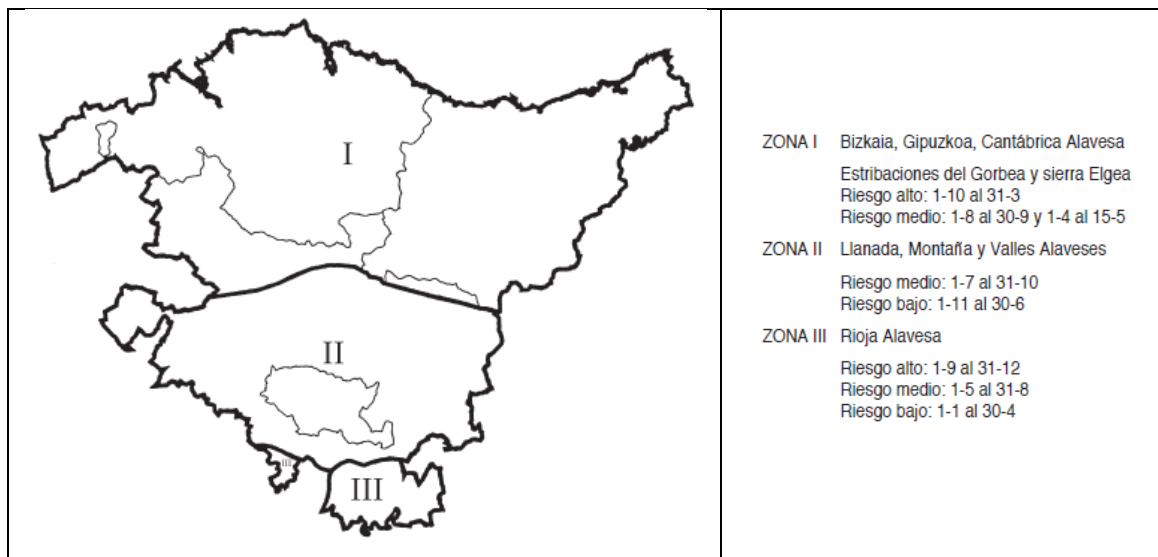 I
II
III
III
ZONA I Bizkaia, Gipuzkoa, Cantábrica Alavesa
Estribaciones del Gorbea y sierra Elgea
Riesgo alto: 1-10 al 31-3
Riesgo medio: 1-8 al 30-9 y 1-4 al 15-5
ZONA II Llanada, Montaña y Valles Alaveses
Riesgo medio: 1-7 al 31-10
Riesgo bajo: 1-11 al 30-6
ZONA III Rioja Alavesa
Riesgo alto: 1-9 al 31-12
Riesgo medio: 1-5 al 31-8
Riesgo bajo: 1-1 al 30-4